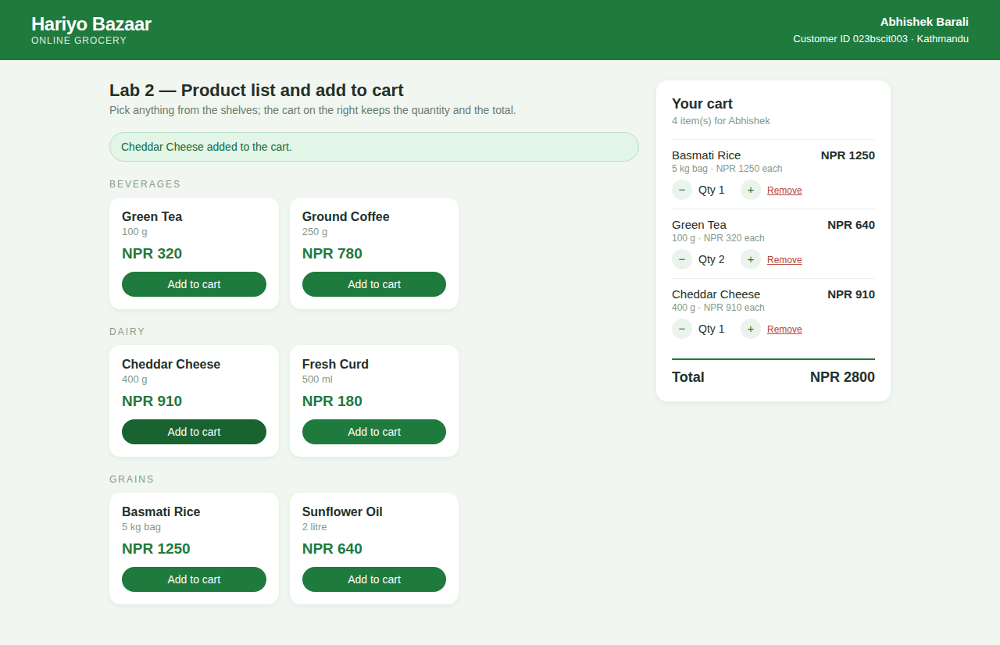 Hariyo Bazaar
ONLINE GROCERY
Abhishek Barali
Customer ID 023bscit003 · Kathmandu
Lab 2 — Product list and add to cart
Pick anything from the shelves; the cart on the right keeps the quantity and the total.
Cheddar Cheese added to the cart.
BEVERAGES
Green Tea
100 g
NPR 320
Add to cart
Ground Coffee
250 g
NPR 780
Add to cart
DAIRY
Cheddar Cheese
400 g
NPR 910
Add to cart
Fresh Curd
500 ml
NPR 180
Add to cart
GRAINS
Basmati Rice
5 kg bag
NPR 1250
Add to cart
Sunflower Oil
2 litre
NPR 640
Add to cart
Your cart
4 item(s) for Abhishek
Basmati Rice NPR 1250
5 kg bag · NPR 1250 each
− Qty 1 + Remove
Green Tea NPR 640
100 g · NPR 320 each
− Qty 2 + Remove
Cheddar Cheese NPR 910
400 g · NPR 910 each
− Qty 1 + Remove
Total NPR 2800